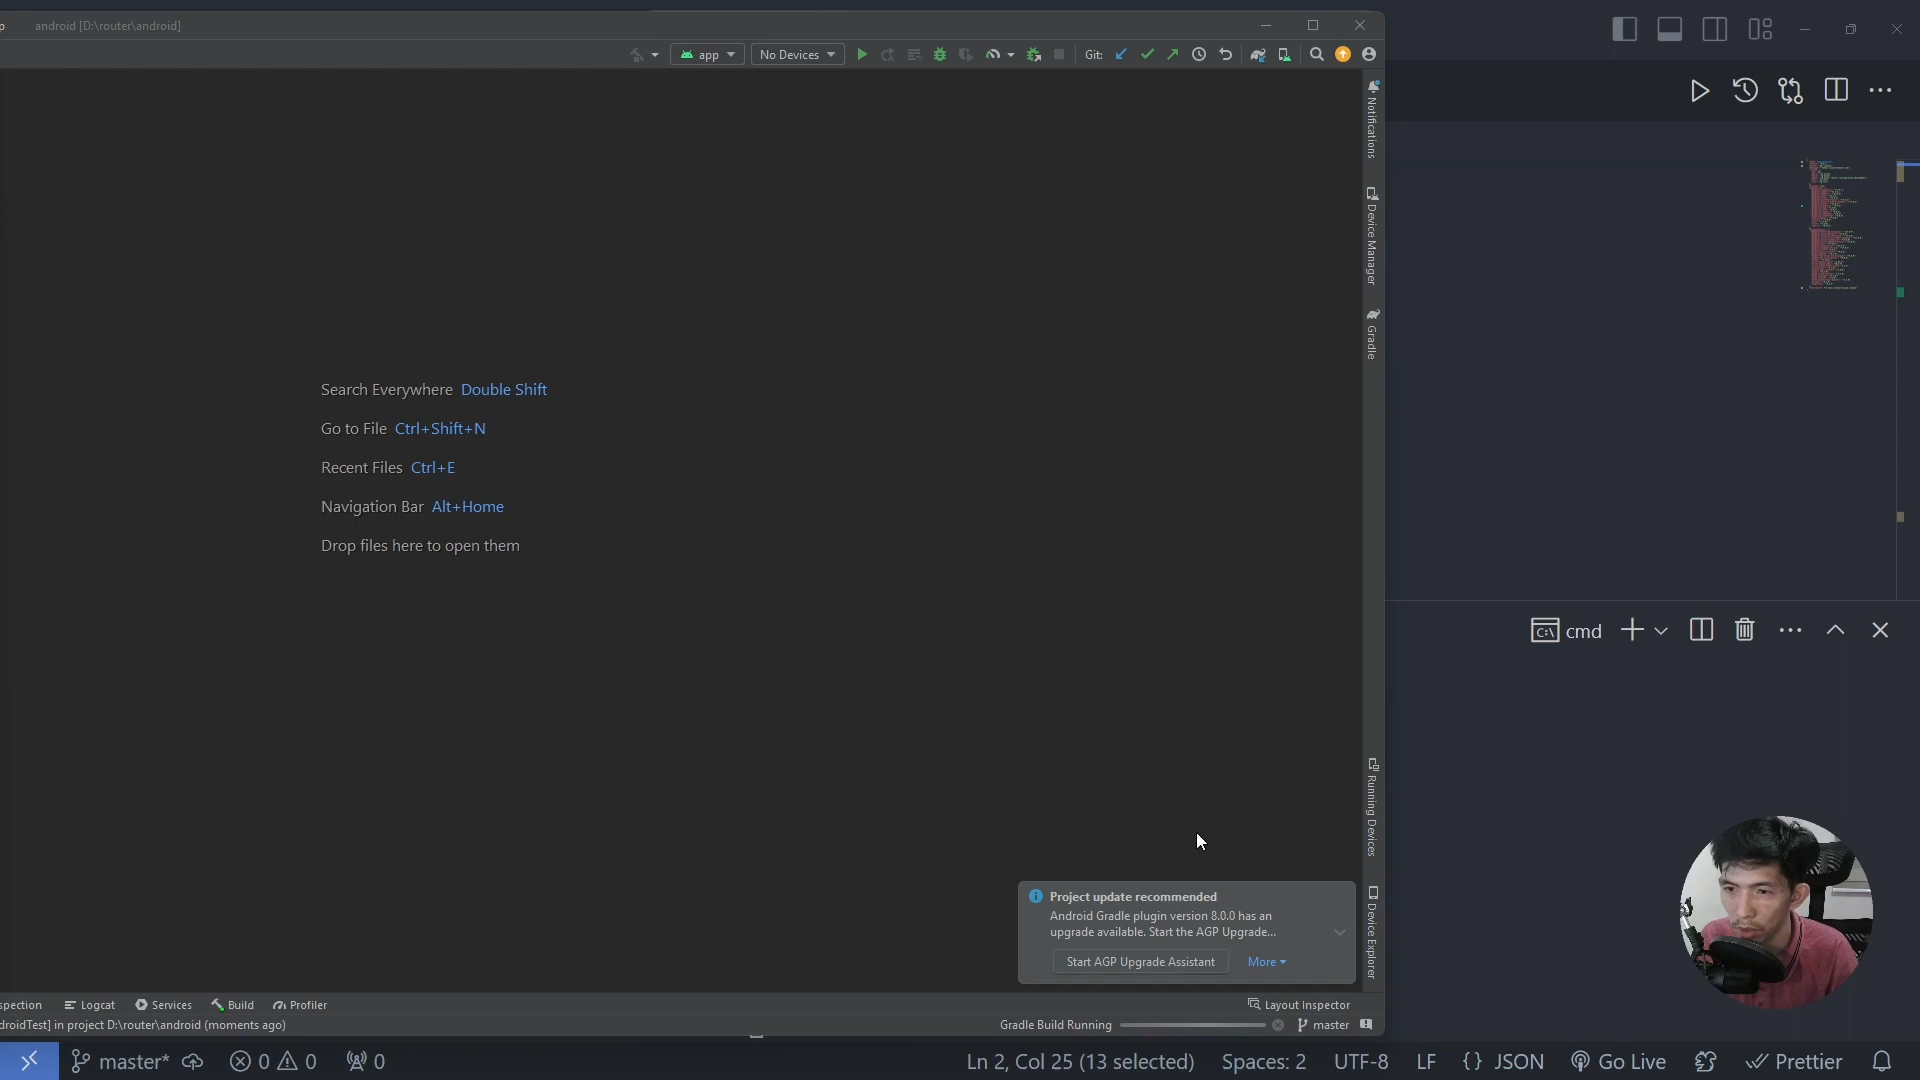 p android [D:\router\android]
app No Devices Git:
Notifications
Device Manager
Gradle
Search Everywhere Double Shift
Go to File Ctrl+Shift+N
Recent Files Ctrl+E
Navigation Bar Alt+Home
Drop files here to open them
cmd
Running Devices
Device Explorer
Project update recommended
Android Gradle plugin version 8.0.0 has an
upgrade available. Start the AGP Upgrade...
Start AGP Upgrade Assistant More
spection Logcat Services Build Profiler Layout Inspector
droidTest] in project D:\router\android (moments ago) Gradle Build Running master
master* 0 0 0 Ln 2, Col 25 (13 selected) Spaces: 2 UTF-8 LF {} JSON Go Live Prettier